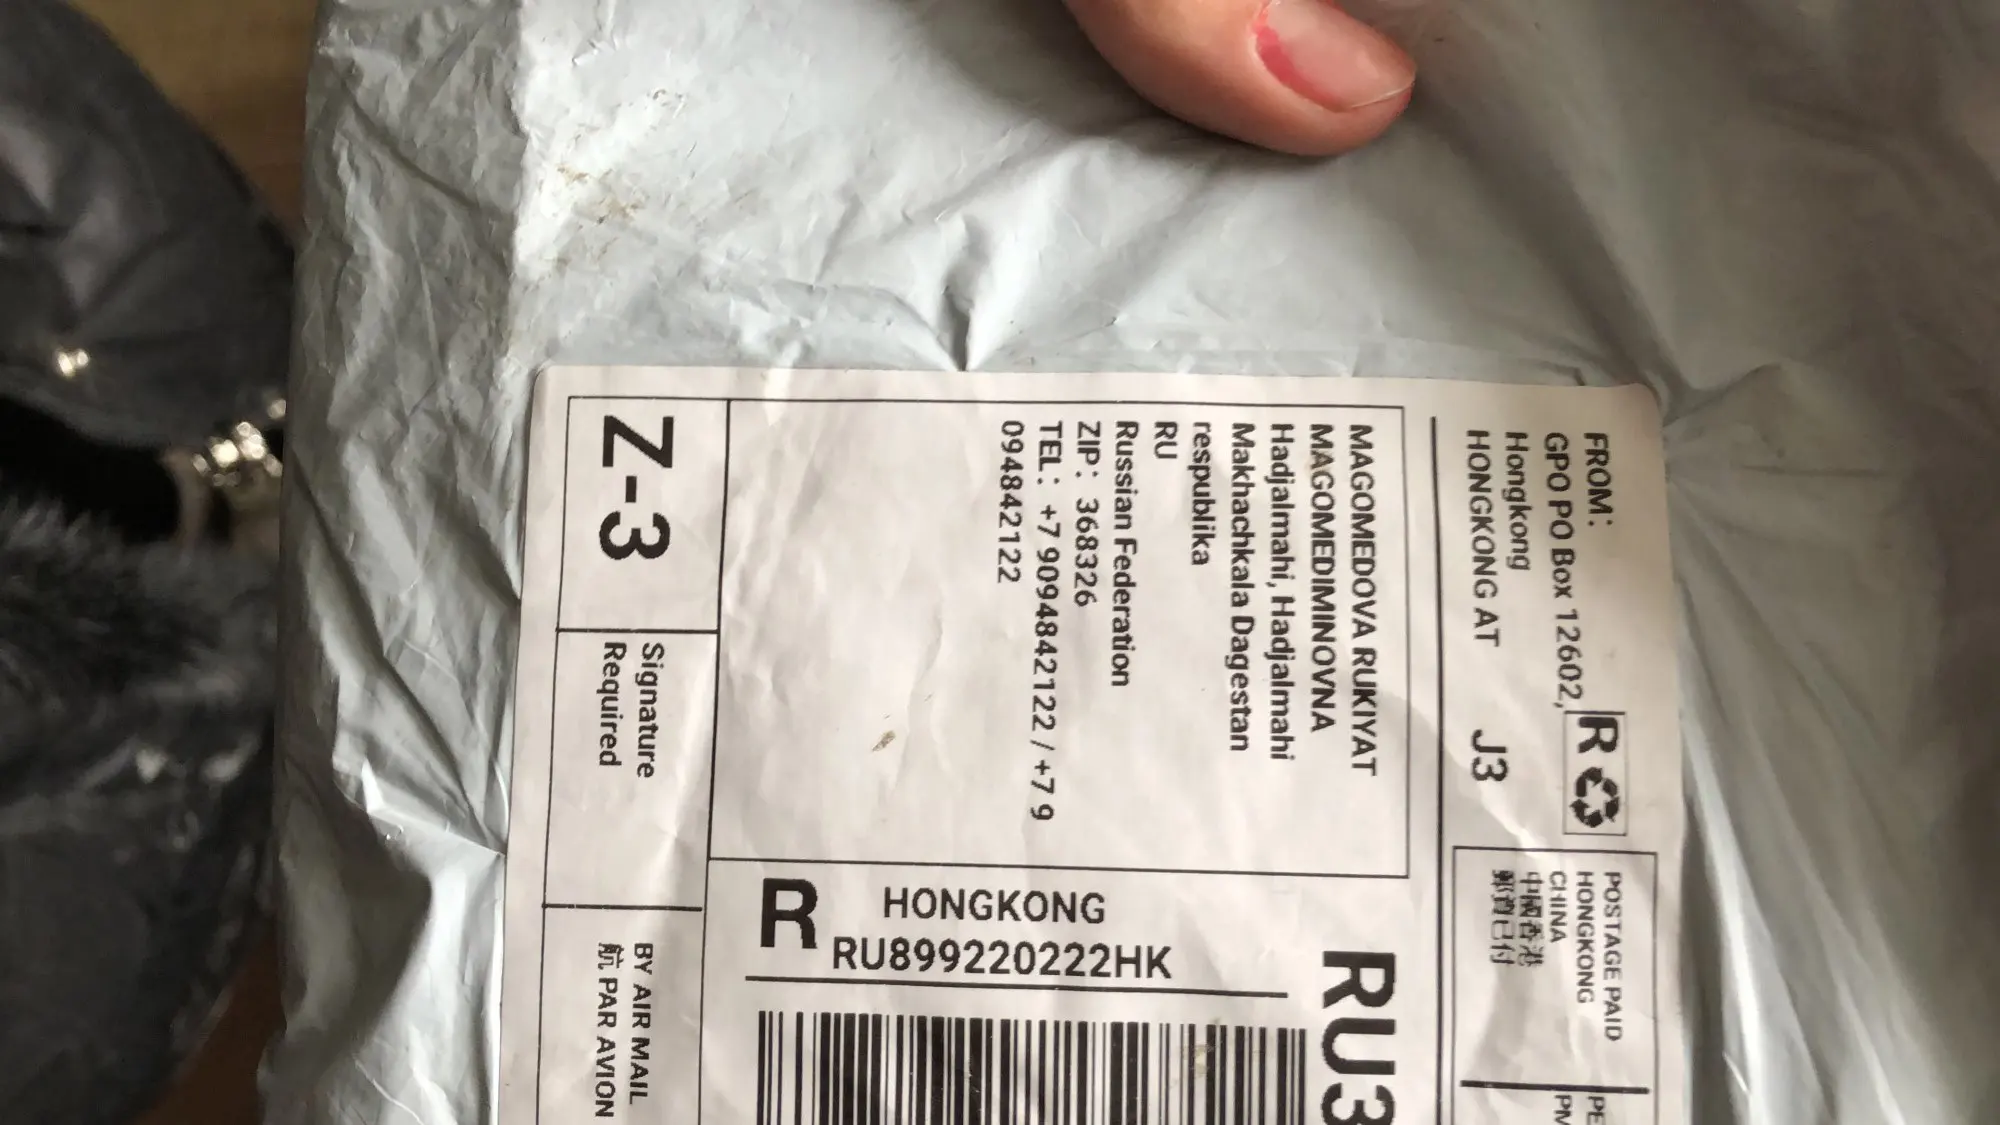 FROM:
GPO PO Box 12602,
Hongkong
HONGKONG AT J3
R
POSTAGE PAID
HONGKONG
CHINA
中國香港
郵資已付
MAGOMEDOVA RUKIYAT
MAGOMEDIMINOVNA
Hadjalmahi, Hadjalmahi
Makhachkala Dagestan
respublika
RU
Russian Federation
ZIP: 368326
TEL: +7 9094842122 / +7 9
094842122
RU3
R HONGKONG
RU899220222HK
Z-3
Signature
Required
BY AIR MAIL
航 PAR AVION